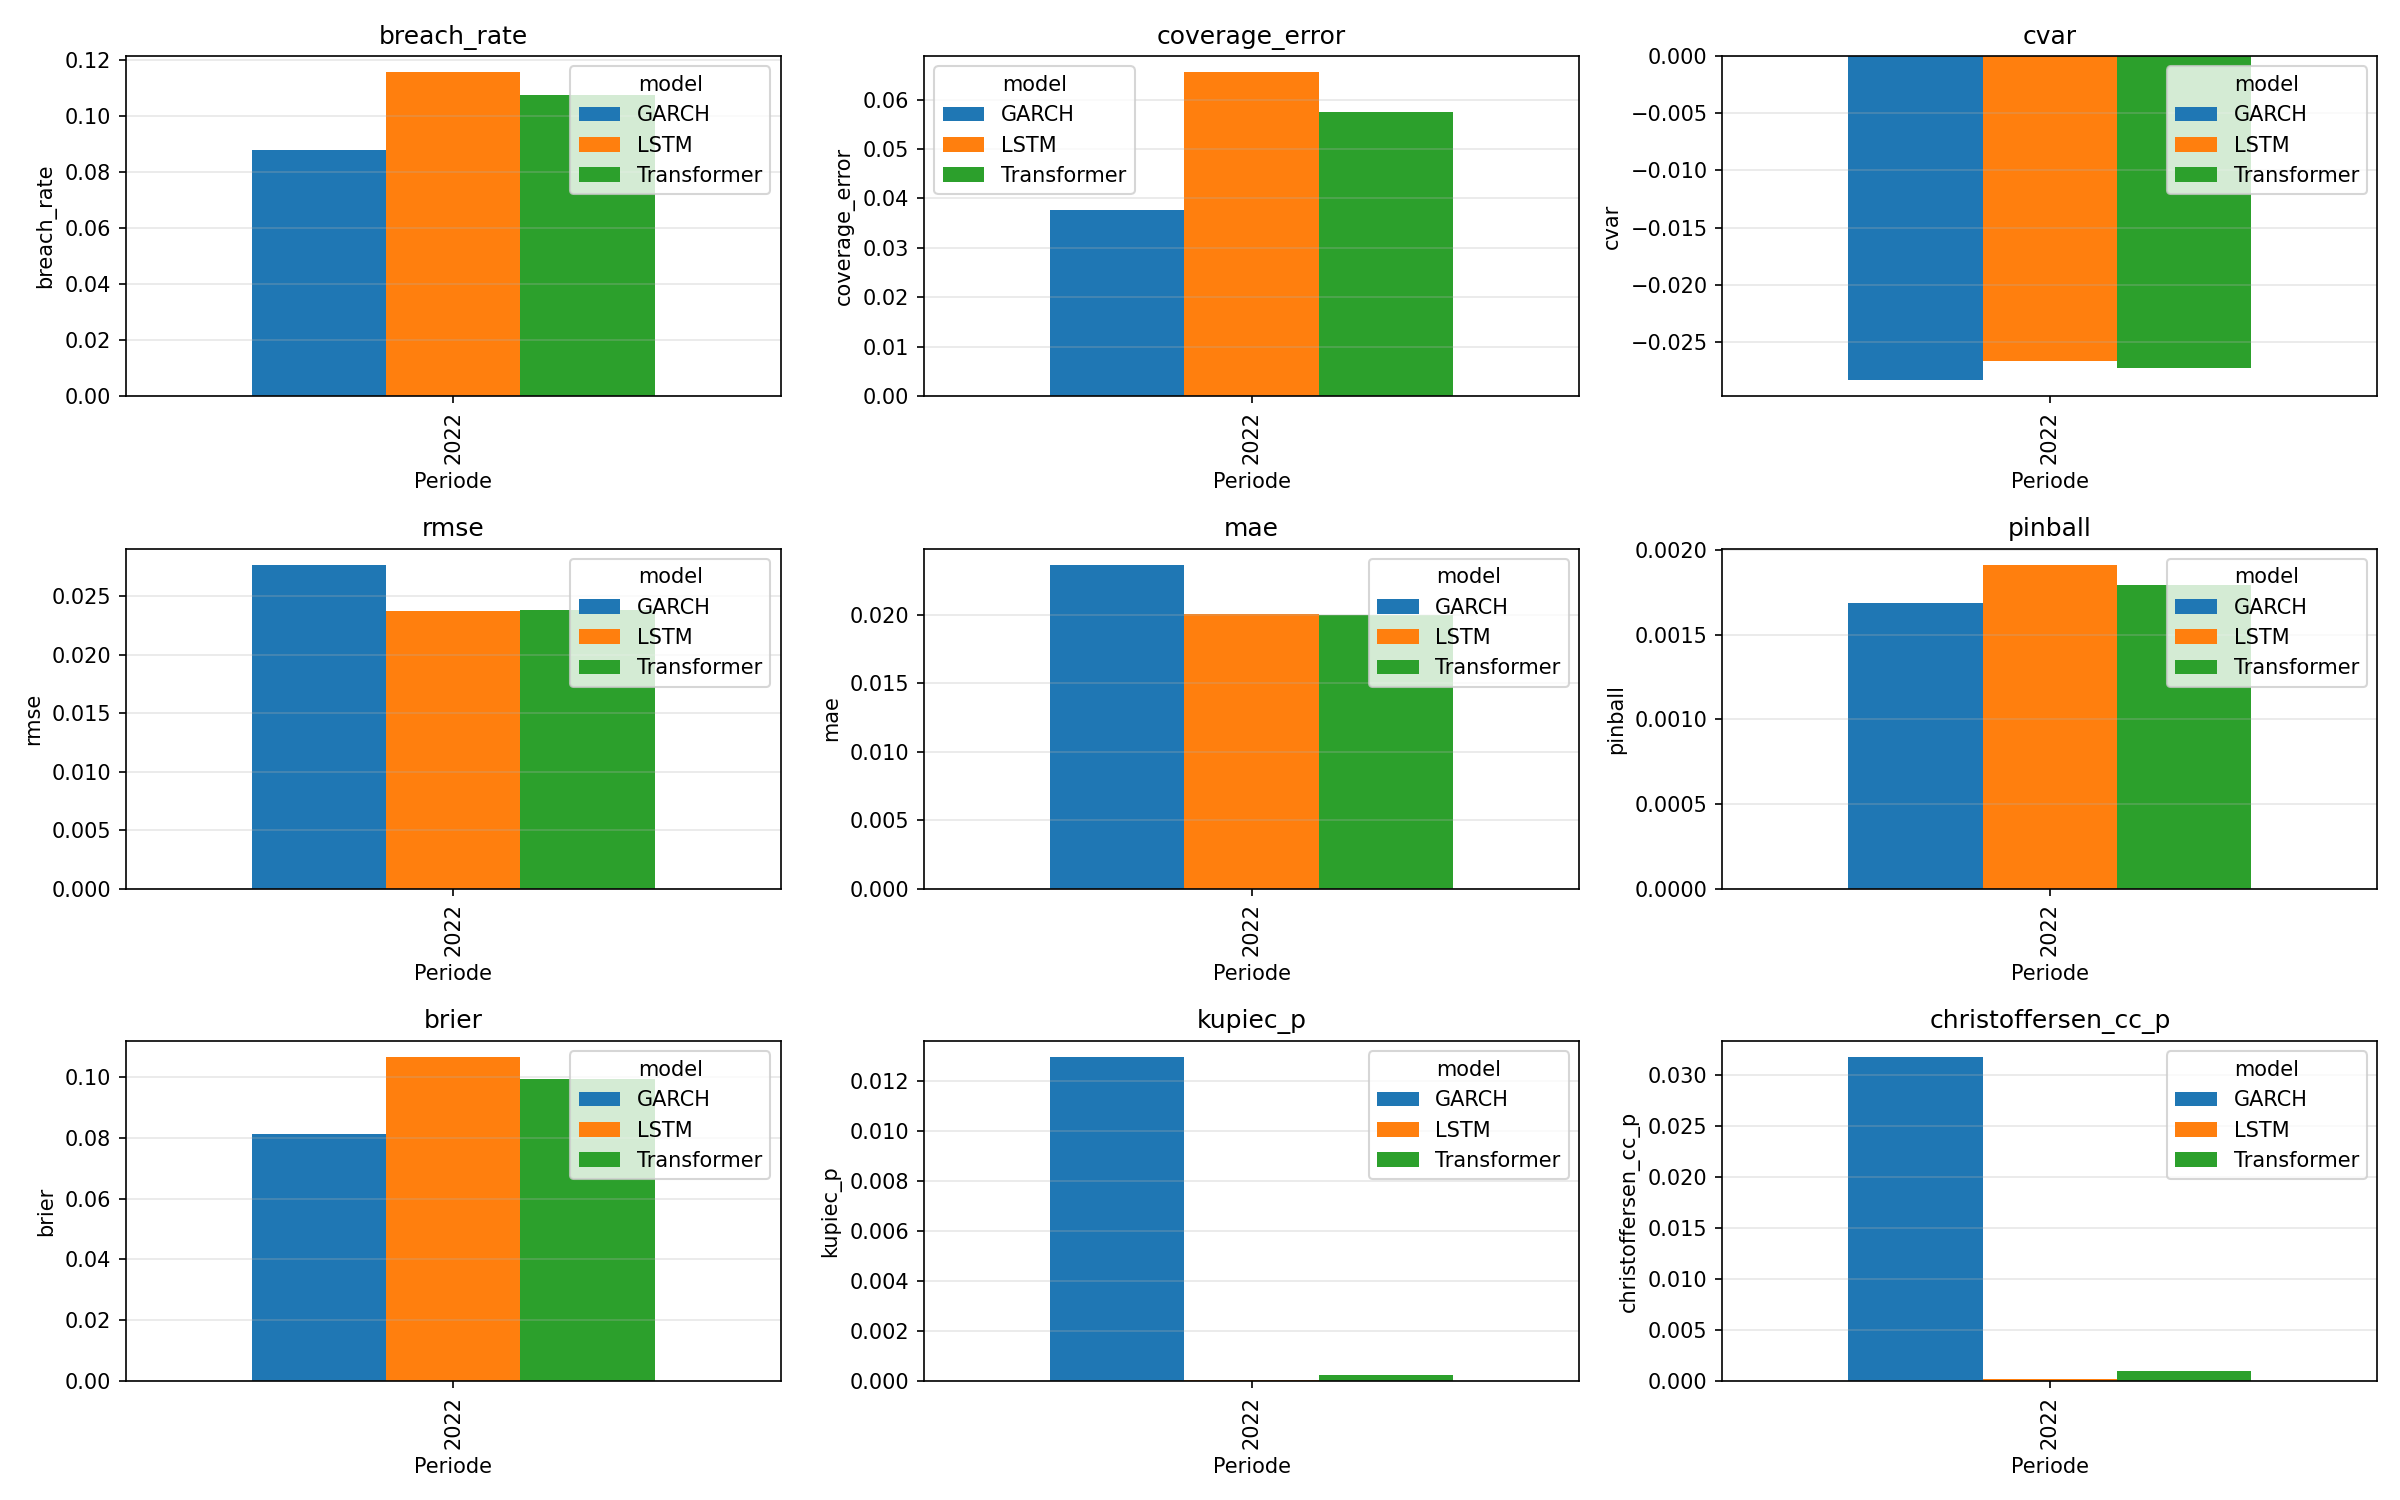 breach_rate
0.12
0.10
0.08
0.06
0.04
0.02
0.00
breach_rate
model
GARCH
LSTM
Transformer
2022
Periode
coverage_error
0.06
0.05
0.04
0.03
0.02
0.01
0.00
coverage_error
model
GARCH
LSTM
Transformer
2022
Periode
cvar
0.000
−0.005
−0.010
−0.015
−0.020
−0.025
cvar
model
GARCH
LSTM
Transformer
2022
Periode
rmse
0.025
0.020
0.015
0.010
0.005
0.000
rmse
model
GARCH
LSTM
Transformer
2022
Periode
mae
0.020
0.015
0.010
0.005
0.000
mae
model
GARCH
LSTM
Transformer
2022
Periode
pinball
0.0020
0.0015
0.0010
0.0005
0.0000
pinball
model
GARCH
LSTM
Transformer
2022
Periode
brier
0.10
0.08
0.06
0.04
0.02
0.00
brier
model
GARCH
LSTM
Transformer
2022
Periode
kupiec_p
0.012
0.010
0.008
0.006
0.004
0.002
0.000
kupiec_p
model
GARCH
LSTM
Transformer
2022
Periode
christoffersen_cc_p
0.030
0.025
0.020
0.015
0.010
0.005
0.000
christoffersen_cc_p
model
GARCH
LSTM
Transformer
2022
Periode